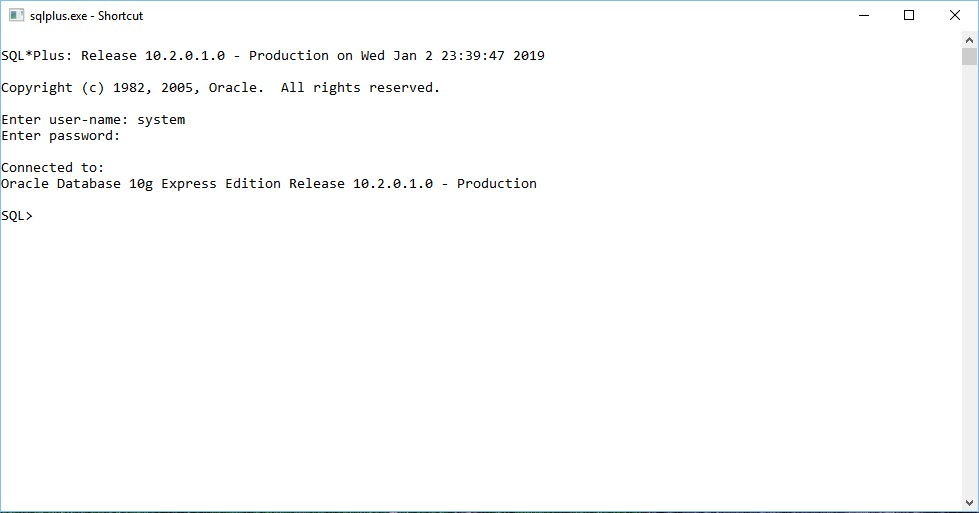 sqlplus.exe - Shortcut
SQL*Plus: Release 10.2.0.1.0 - Production on Wed Jan 2 23:39:47 2019
Copyright (c) 1982, 2005, Oracle.  All rights reserved.
Enter user-name: system
Enter password:
Connected to:
Oracle Database 10g Express Edition Release 10.2.0.1.0 - Production
SQL>